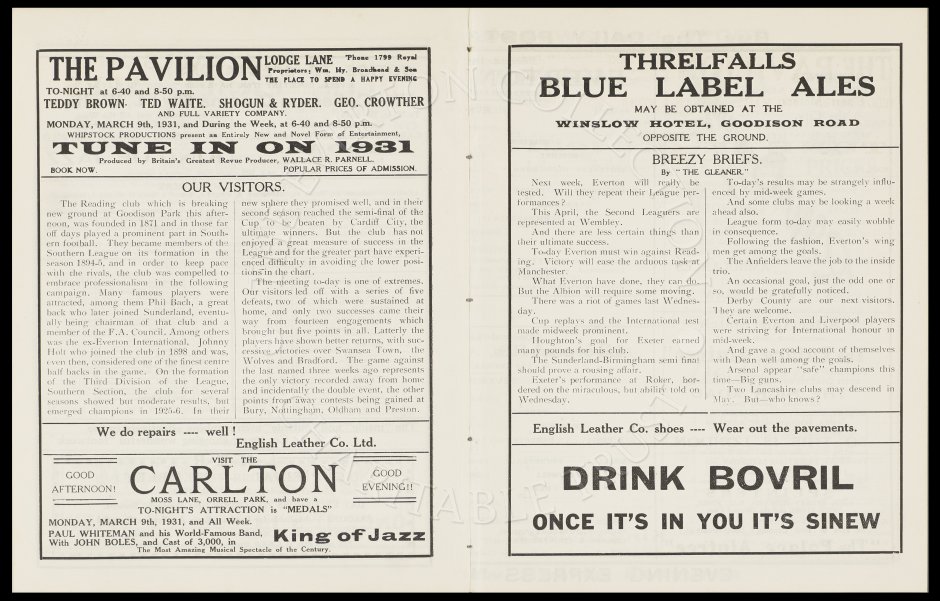 THE PAVILION
LODGE LANE 'Phone 1799 Royal
Proprietors; Wm. Hy. Broadhead & Son
THE PLACE TO SPEND A HAPPY EVENING
TO-NIGHT at 6-40 and 8-50 p.m.
TEDDY BROWN. TED WAITE. SHOGUN & RYDER. GEO. CROWTHER
AND FULL VARIETY COMPANY.
MONDAY, MARCH 9th, 1931, and During the Week, at 6-40 and 8-50 p.m.
WHIPSTOCK PRODUCTIONS present an Entirely New and Novel Form of Entertainment,
TUNE IN ON 1931
Produced by Britain's Greatest Revue Producer, WALLACE R. PARNELL.
BOOK NOW. POPULAR PRICES OF ADMISSION.
OUR VISITORS.
The Reading club which is breaking
new ground at Goodison Park this after-
noon, was founded in 1871 and in those far
off days played a prominent part in South-
ern football. They became members of the
Southern League on its formation in the
season 1894-5, and in order to keep pace
with the rivals, the club was compelled to
embrace professionalism in the following
campaign. Many famous players were
attracted, among them Phil Bach, a great
back who later joined Sunderland, eventu-
ally being chairman of that club and a
member of the F.A. Council. Among others
was the ex-Everton International, Johnny
Holt who joined the club in 1898 and was,
even then, considered one of the finest centre
half backs in the game. On the formation
of the Third Division of the League,
Southern Section, the club for several
seasons showed but moderate results, but
emerged champions in 1925-6. In their
new sphere they promised well, and in their
second season reached the semi-final of the
Cup to be beaten by Cardiff City, the
ultimate winners. But the club has not
enjoyed a great measure of success in the
League and for the greater part have experi-
enced difficulty in avoiding the lower posi-
tions in the chart.
The meeting to-day is one of extremes.
Our visitors led off with a series of five
defeats, two of which were sustained at
home, and only two successes came their
way from fourteen engagements which
brought but five points in all. Latterly the
players have shown better returns, with suc-
cessive victories over Swansea Town, the
Wolves and Bradford. The game against
the last named three weeks ago represents
the only victory recorded away from home
and incidentally the double event, the other
points from away contests being gained at
Bury, Nottingham, Oldham and Preston.
We do repairs ---- well !
English Leather Co. Ltd.
GOOD
AFTERNOON!
VISIT THE
CARLTON
GOOD
EVENING!!
MOSS LANE, ORRELL PARK, and have a
TO-NIGHT'S ATTRACTION is "MEDALS"
MONDAY, MARCH 9th, 1931, and All Week.
PAUL WHITEMAN and his World-Famous Band,
With JOHN BOLES, and Cast of 3,000, in
King of Jazz
The Most Amazing Musical Spectacle of the Century.
THRELFALLS
BLUE LABEL ALES
MAY BE OBTAINED AT THE
WINSLOW HOTEL, GOODISON ROAD
OPPOSITE THE GROUND.
BREEZY BRIEFS.
By "THE GLEANER."
Next week, Everton will really be
tested. Will they repeat their League per-
formances?
This April, the Second Leaguers are
represented at Wembley.
And there are less certain things than
their ultimate success.
To-day Everton must win against Read-
ing. Victory will ease the arduous task at
Manchester.
What Everton have done, they can do.
But the Albion will require some moving.
There was a riot of games last Wednes-
day.
Cup replays and the International test
made midweek prominent.
Houghton's goal for Exeter earned
many pounds for his club.
The Sunderland-Birmingham semi final
should prove a rousing affair.
Exeter's performance at Roker, bor-
dered on the miraculous, but ability told on
Wednesday.
To-day's results may be strangely influ-
enced by mid-week games.
And some clubs may be looking a week
ahead also.
League form to-day may easily wobble
in consequence.
Following the fashion, Everton's wing
men get among the goals.
The Anfielders leave the job to the inside
trio.
An occasional goal, just the odd one or
so, would be gratefully noticed.
Derby County are our next visitors.
They are welcome.
Certain Everton and Liverpool players
were striving for International honour in
mid-week.
And gave a good account of themselves
with Dean well among the goals.
Arsenal appear "safe" champions this
time—Big guns.
Two Lancashire clubs may descend in
May. But—who knows?
English Leather Co. shoes ---- Wear out the pavements.
DRINK BOVRIL
ONCE IT'S IN YOU IT'S SINEW